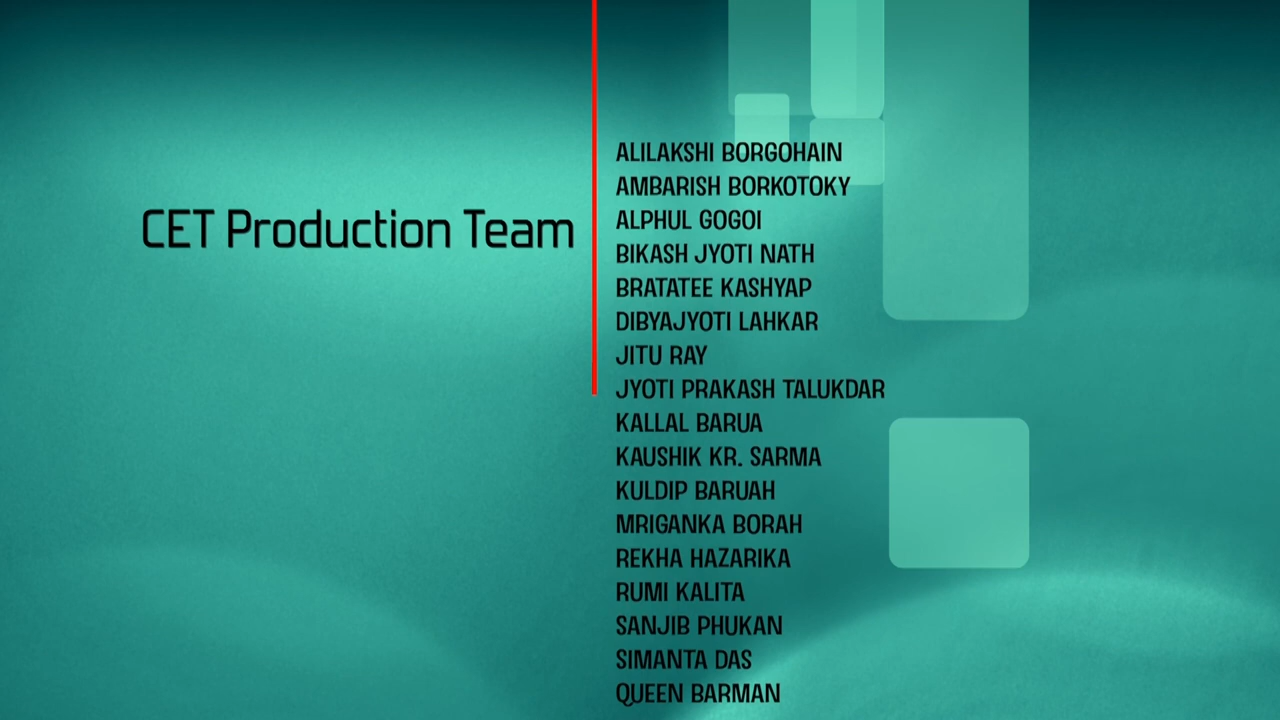 CET Production Team
ALILAKSHI BORGOHAIN
AMBARISH BORKOTOKY
ALPHUL GOGOI
BIKASH JYOTI NATH
BRATATEE KASHYAP
DIBYAJYOTI LAHKAR
JITU RAY
JYOTI PRAKASH TALUKDAR
KALLAL BARUA
KAUSHIK KR. SARMA
KULDIP BARUAH
MRIGANKA BORAH
REKHA HAZARIKA
RUMI KALITA
SANJIB PHUKAN
SIMANTA DAS
QUEEN BARMAN